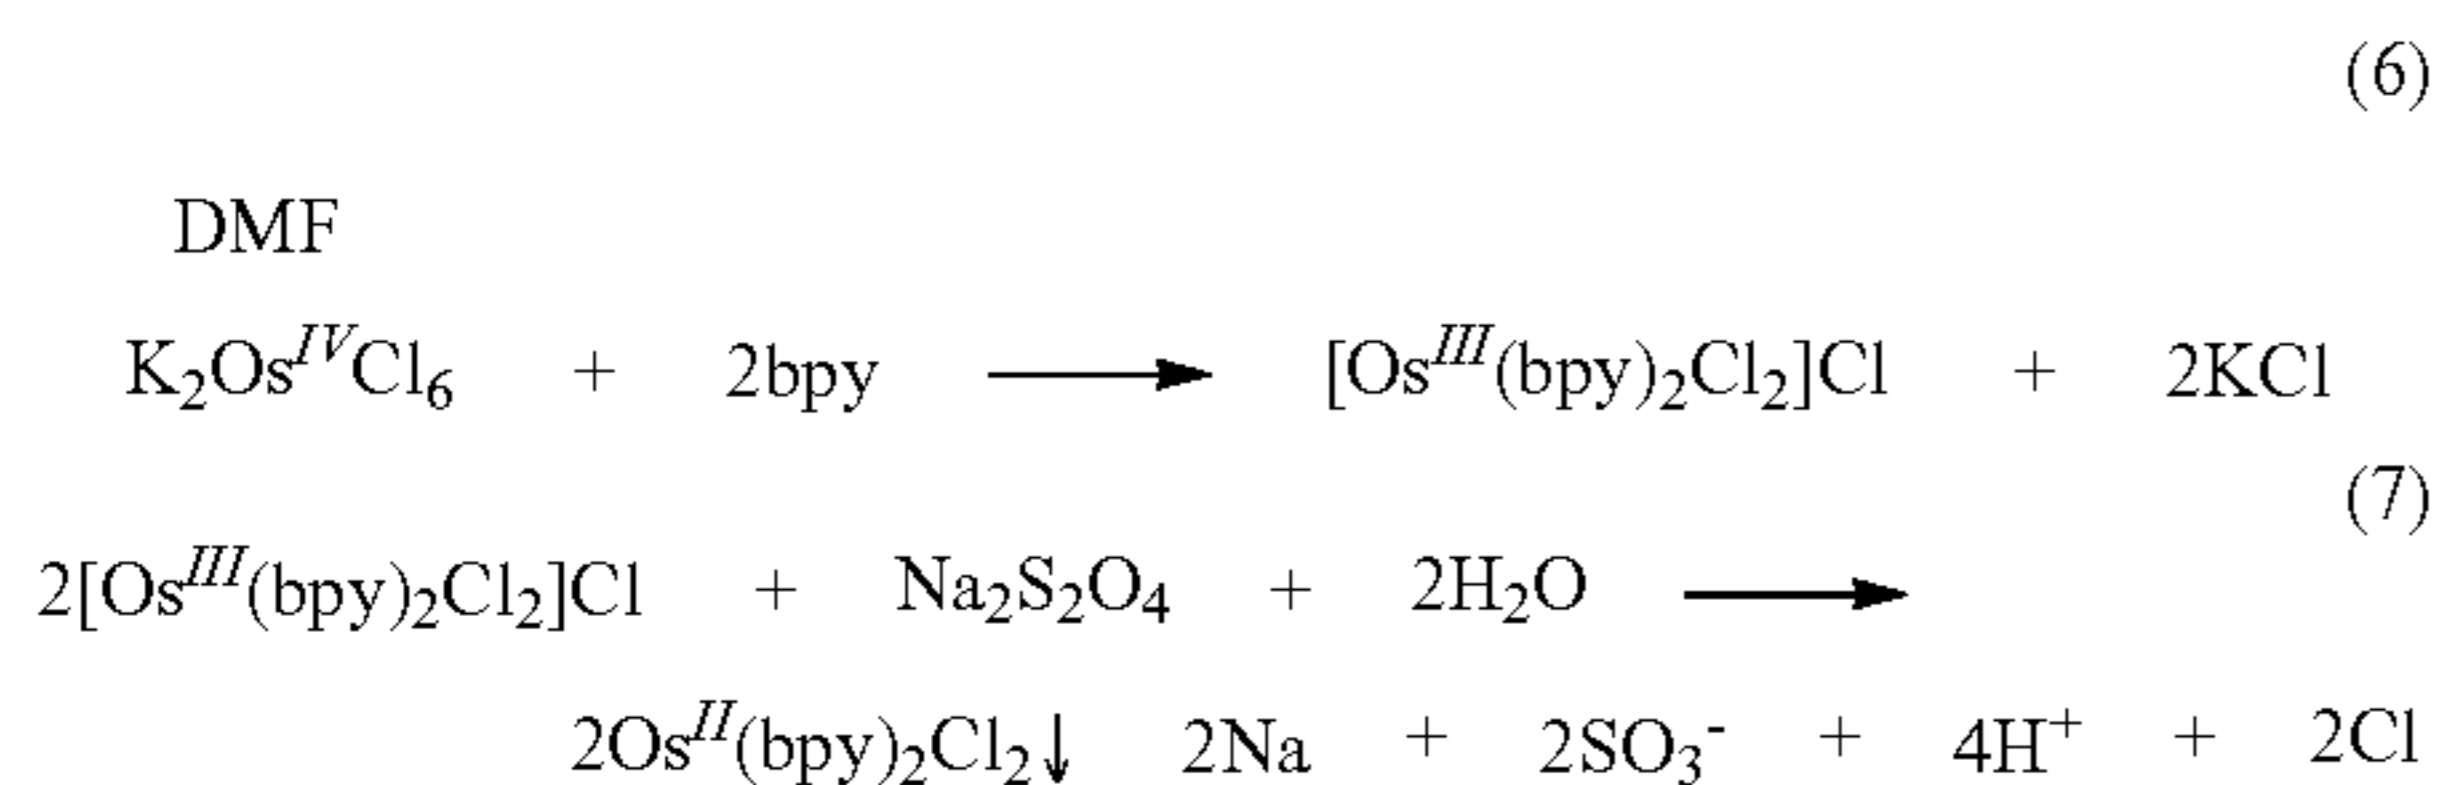 (6)
DMF
K₂OsᴵⱽCl₆ + 2bpy ⟶ [Osᴵᴵᴵ(bpy)₂Cl₂]Cl + 2KCl
(7)
2[Osᴵᴵᴵ(bpy)₂Cl₂]Cl + Na₂S₂O₄ + 2H₂O ⟶
2Osᴵᴵ(bpy)₂Cl₂↓ 2Na + 2SO₃⁻ + 4H⁺ + 2Cl